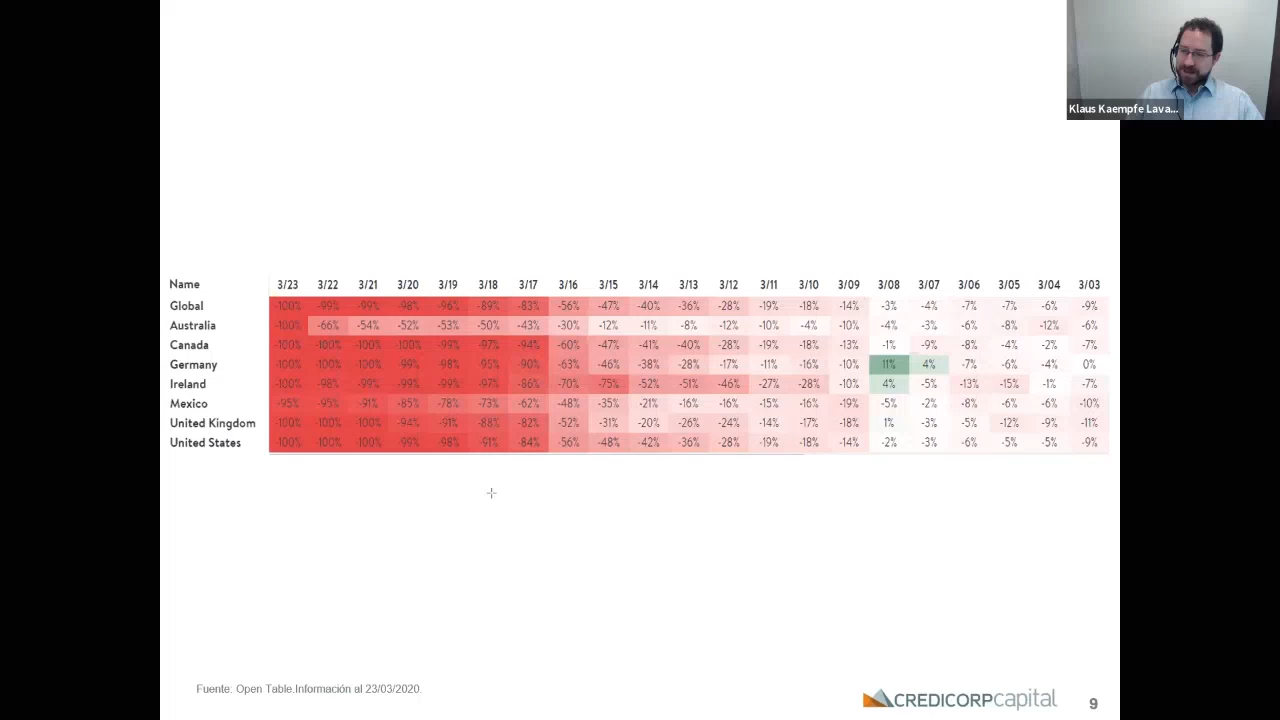 Klaus Kaempfe Lava...
Name 3/23 3/22 3/21 3/20 3/19 3/18 3/17 3/16 3/15 3/14 3/13 3/12 3/11 3/10 3/09 3/08 3/07 3/06 3/05 3/04 3/03
Global -100% -99% -99% -98% -96% -89% -83% -56% -47% -40% -36% -28% -19% -18% -14% -3% -4% -7% -7% -6% -9%
Australia -100% -66% -54% -52% -53% -50% -43% -30% -12% -11% -8% -12% -10% -4% -10% -4% -3% -6% -8% -12% -6%
Canada -100% -100% -100% -100% -99% -97% -94% -60% -47% -41% -40% -28% -19% -18% -13% -1% -9% -8% -4% -2% -7%
Germany -100% -100% -100% -99% -98% -95% -90% -63% -46% -38% -28% -17% -11% -16% -10% 11% 4% -7% -6% -4% 0%
Ireland -100% -98% -99% -99% -99% -97% -86% -70% -75% -52% -51% -46% -27% -28% -10% 4% -5% -13% -15% -1% -7%
Mexico -95% -95% -91% -85% -78% -73% -62% -48% -35% -21% -16% -16% -15% -16% -19% -5% -2% -8% -6% -6% -10%
United Kingdom -100% -100% -100% -94% -91% -88% -82% -52% -31% -20% -26% -24% -14% -17% -18% 1% -3% -5% -12% -9% -11%
United States -100% -100% -100% -99% -98% -91% -84% -56% -48% -42% -36% -28% -19% -18% -14% -2% -3% -6% -5% -5% -9%
Fuente: Open Table.Información al 23/03/2020.
CREDICORPcapital
9